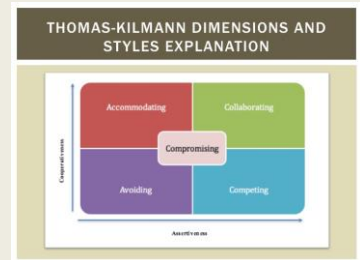 THOMAS-KILMANN DIMENSIONS AND
STYLES EXPLANATION
Accommodating
Collaborating
Compromising
Cooperativeness
Avoiding
Competing
Assertiveness